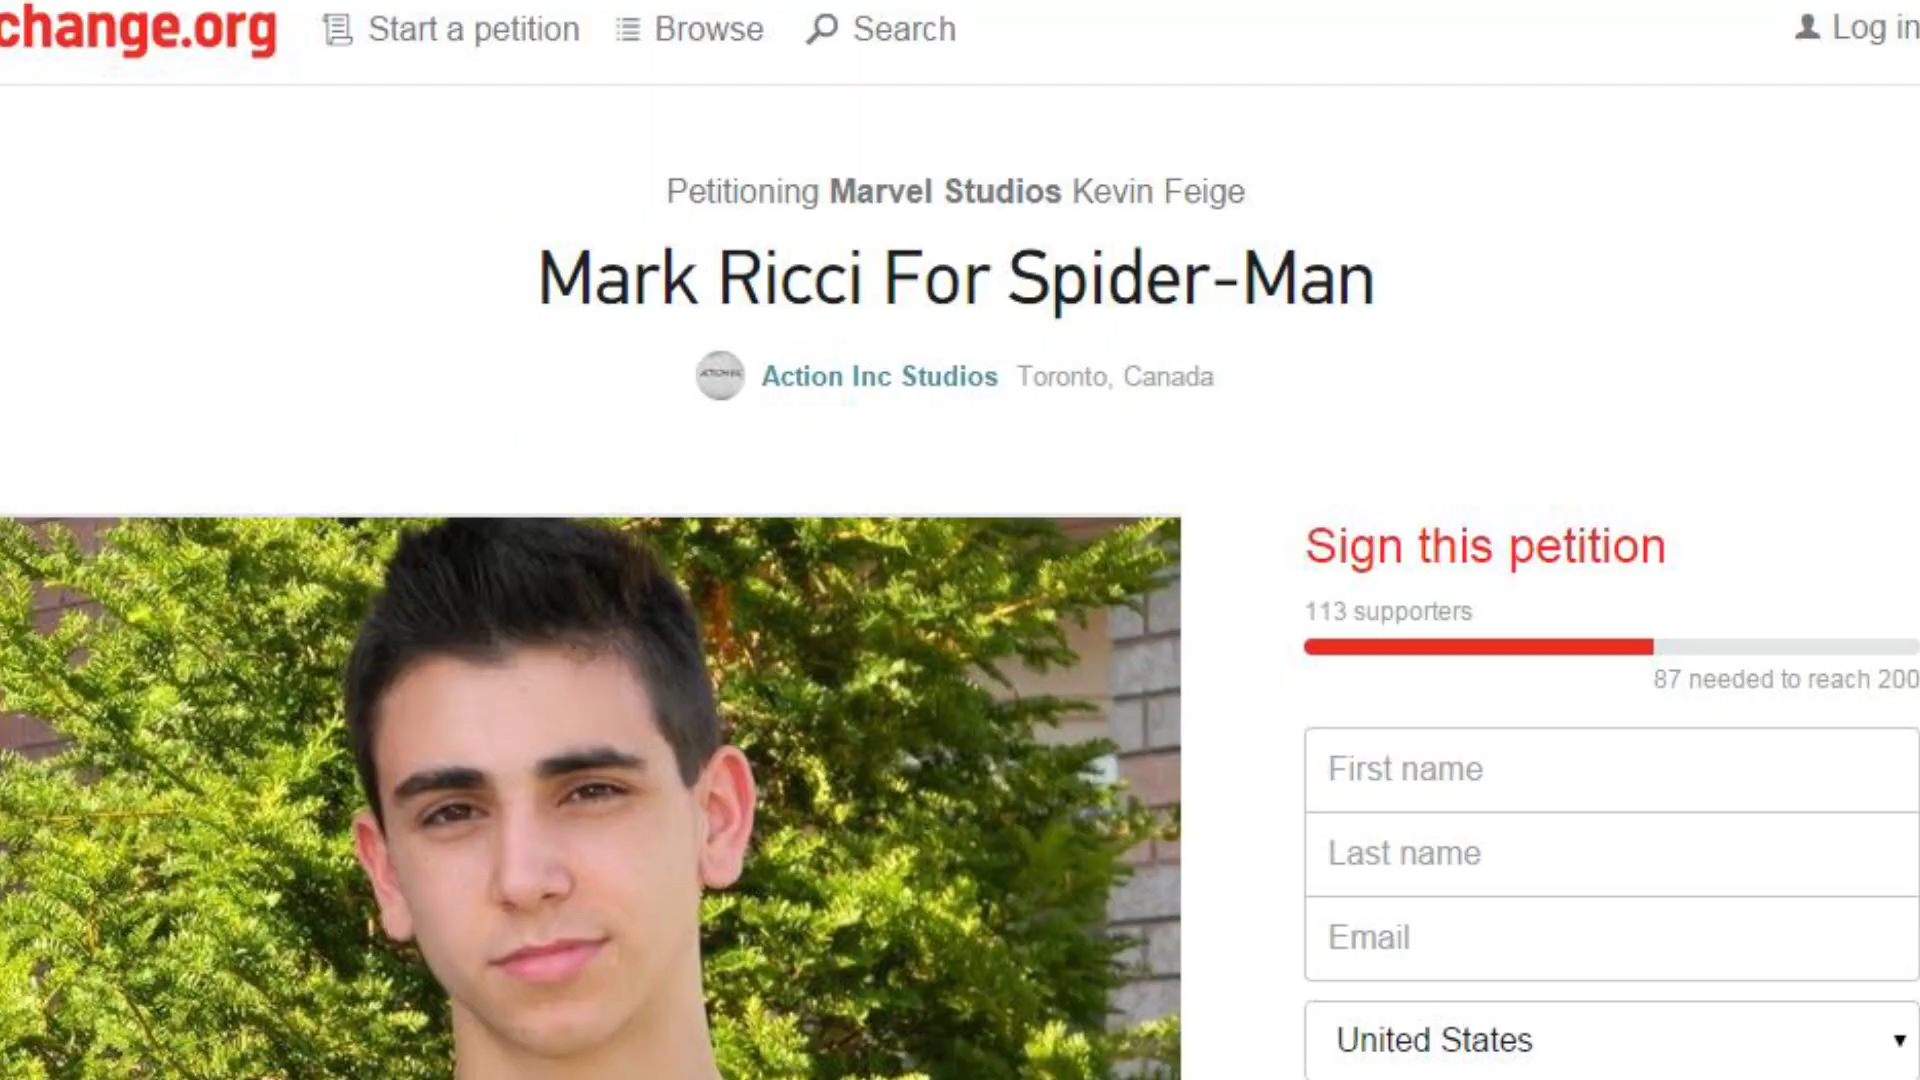 change.org Start a petition Browse Search Log in
Petitioning Marvel Studios Kevin Feige
Mark Ricci For Spider-Man
Action Inc Studios Toronto, Canada
Sign this petition
113 supporters
87 needed to reach 200
First name
Last name
Email
United States